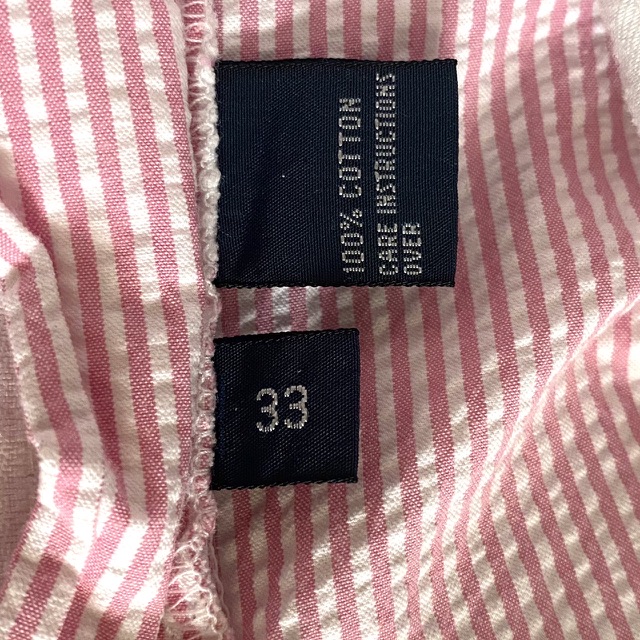 100% COTTON
CARE INSTRUCTIONS
OVER
33